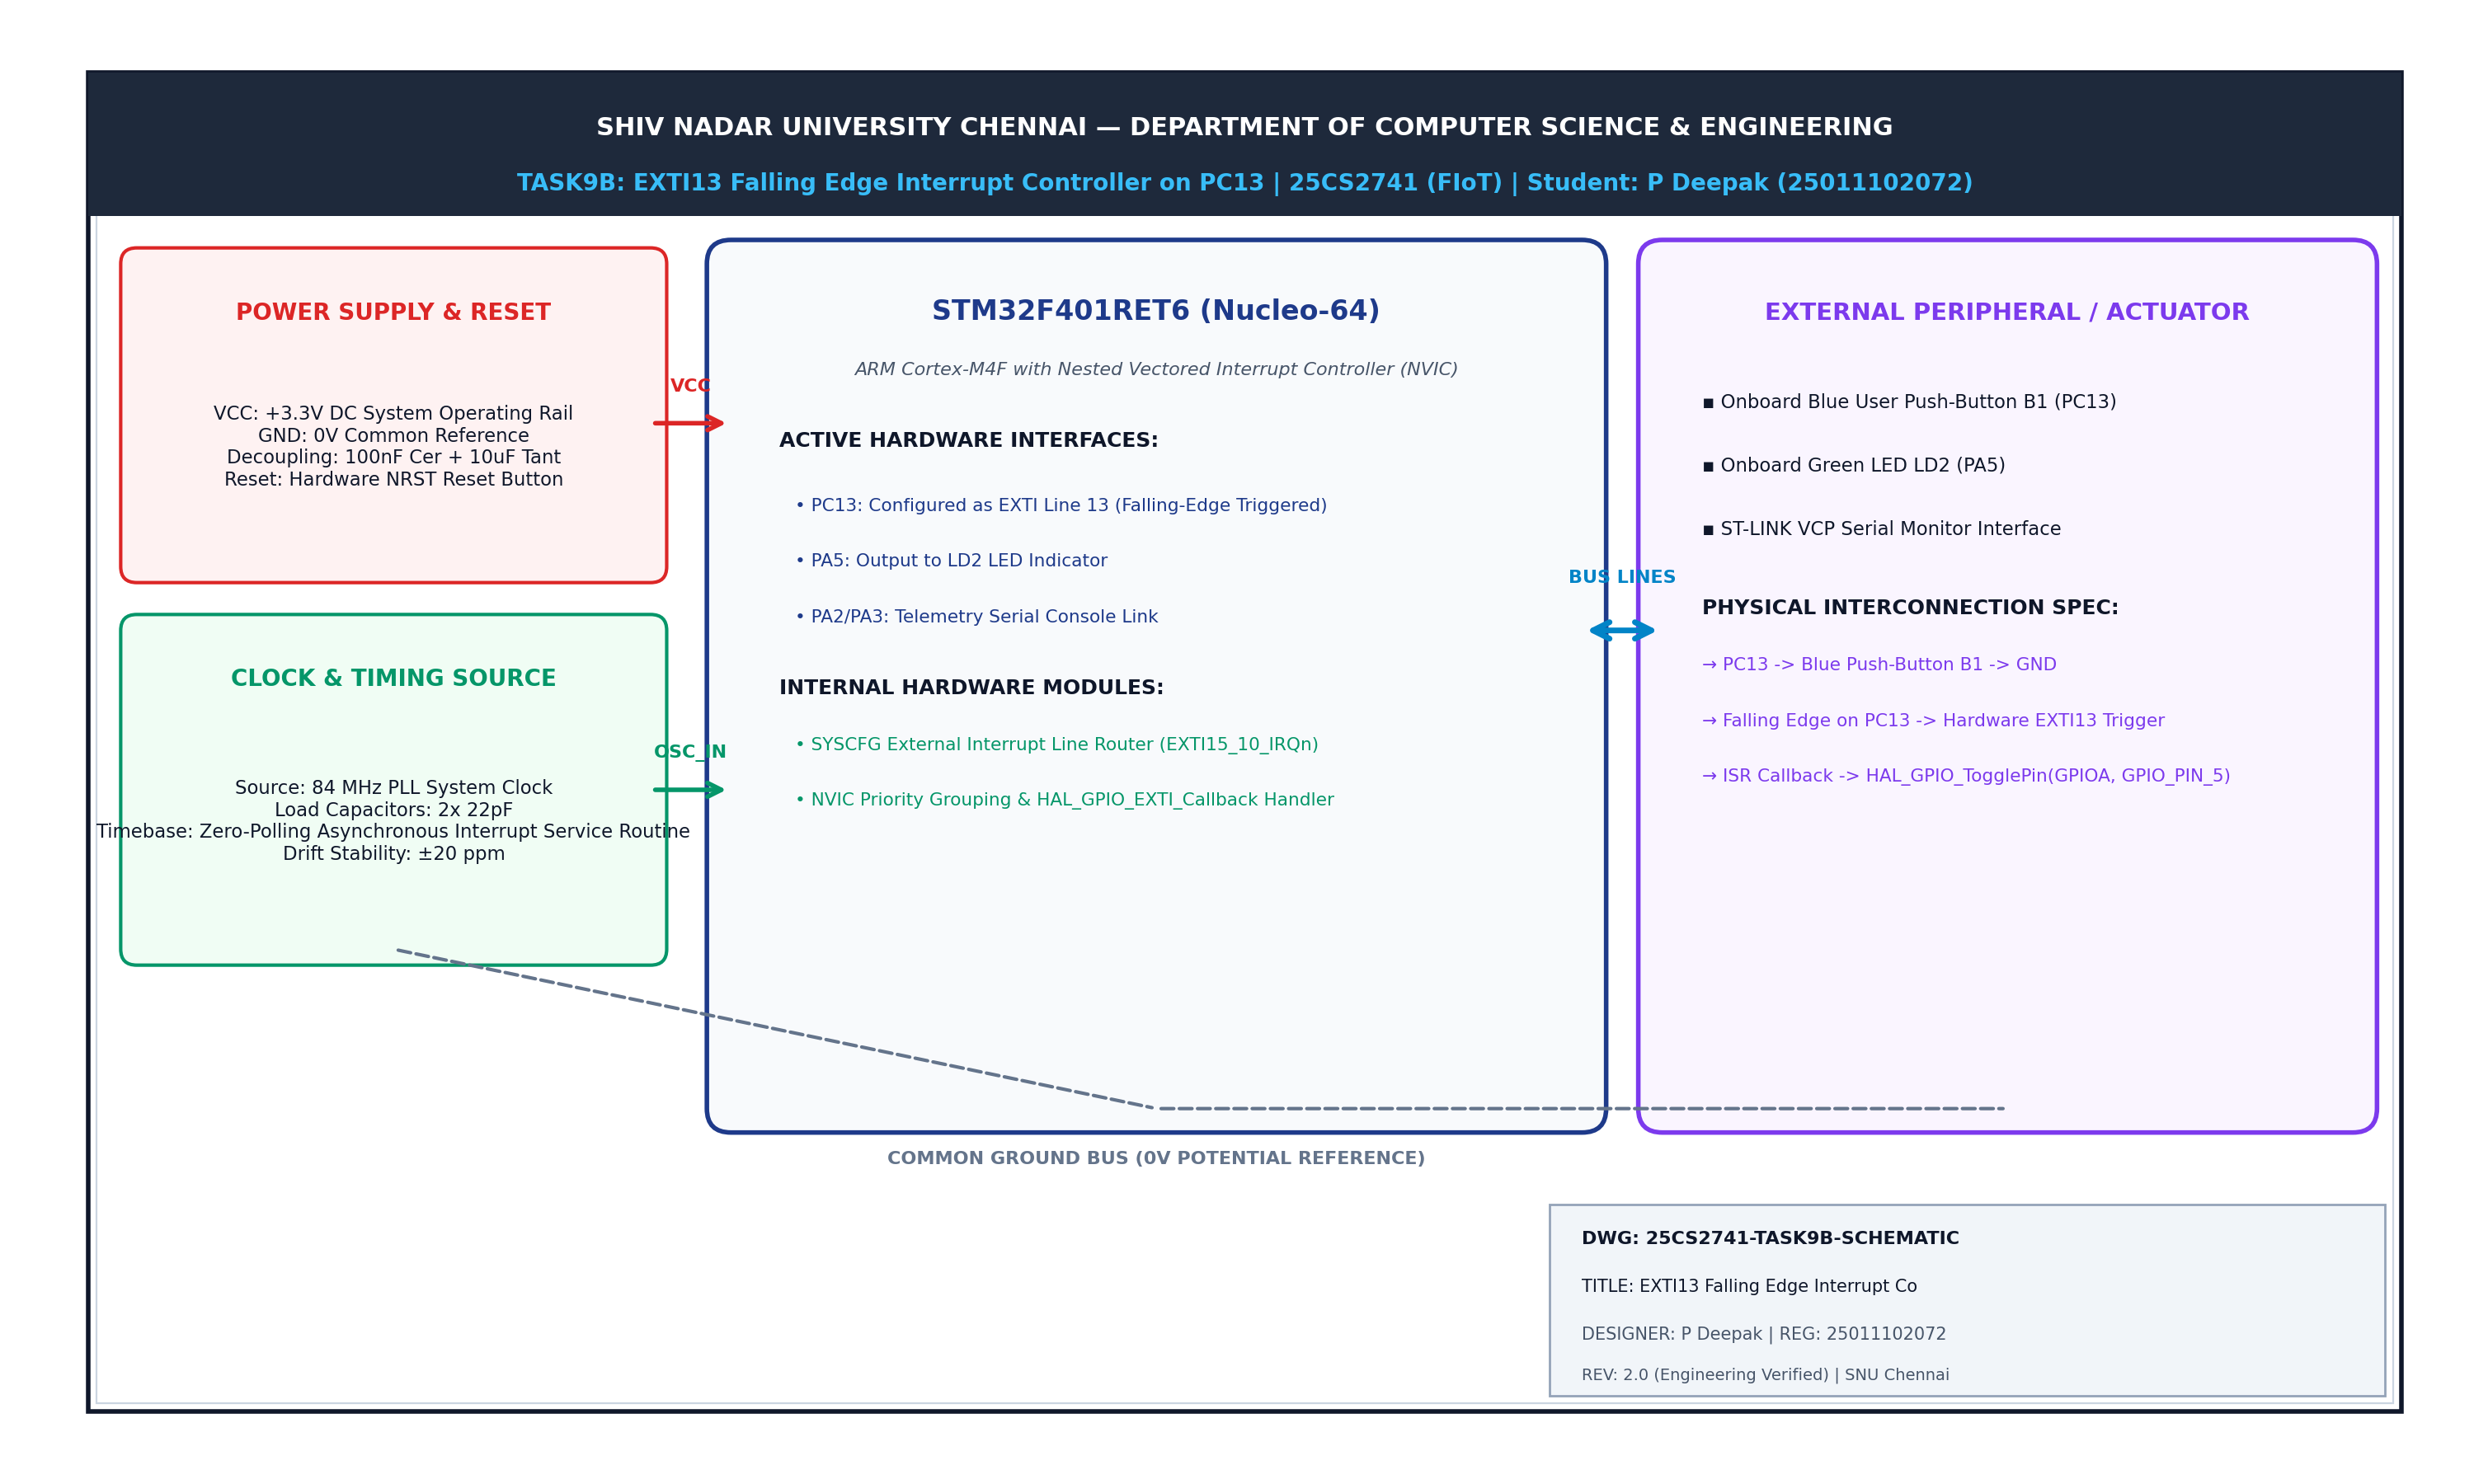 SHIV NADAR UNIVERSITY CHENNAI — DEPARTMENT OF COMPUTER SCIENCE & ENGINEERING
TASK9B: EXTI13 Falling Edge Interrupt Controller on PC13 | 25CS2741 (FIoT) | Student: P Deepak (25011102072)
POWER SUPPLY & RESET
VCC: +3.3V DC System Operating Rail
GND: 0V Common Reference
Decoupling: 100nF Cer + 10uF Tant
Reset: Hardware NRST Reset Button
VCC
CLOCK & TIMING SOURCE
Source: 84 MHz PLL System Clock
Load Capacitors: 2x 22pF
Timebase: Zero-Polling Asynchronous Interrupt Service Routine
Drift Stability: ±20 ppm
OSC_IN
STM32F401RET6 (Nucleo-64)
ARM Cortex-M4F with Nested Vectored Interrupt Controller (NVIC)
ACTIVE HARDWARE INTERFACES:
• PC13: Configured as EXTI Line 13 (Falling-Edge Triggered)
• PA5: Output to LD2 LED Indicator
• PA2/PA3: Telemetry Serial Console Link
INTERNAL HARDWARE MODULES:
• SYSCFG External Interrupt Line Router (EXTI15_10_IRQn)
• NVIC Priority Grouping & HAL_GPIO_EXTI_Callback Handler
BUS LINES
EXTERNAL PERIPHERAL / ACTUATOR
▪ Onboard Blue User Push-Button B1 (PC13)
▪ Onboard Green LED LD2 (PA5)
▪ ST-LINK VCP Serial Monitor Interface
PHYSICAL INTERCONNECTION SPEC:
→ PC13 -> Blue Push-Button B1 -> GND
→ Falling Edge on PC13 -> Hardware EXTI13 Trigger
→ ISR Callback -> HAL_GPIO_TogglePin(GPIOA, GPIO_PIN_5)
COMMON GROUND BUS (0V POTENTIAL REFERENCE)
DWG: 25CS2741-TASK9B-SCHEMATIC
TITLE: EXTI13 Falling Edge Interrupt Co
DESIGNER: P Deepak | REG: 25011102072
REV: 2.0 (Engineering Verified) | SNU Chennai